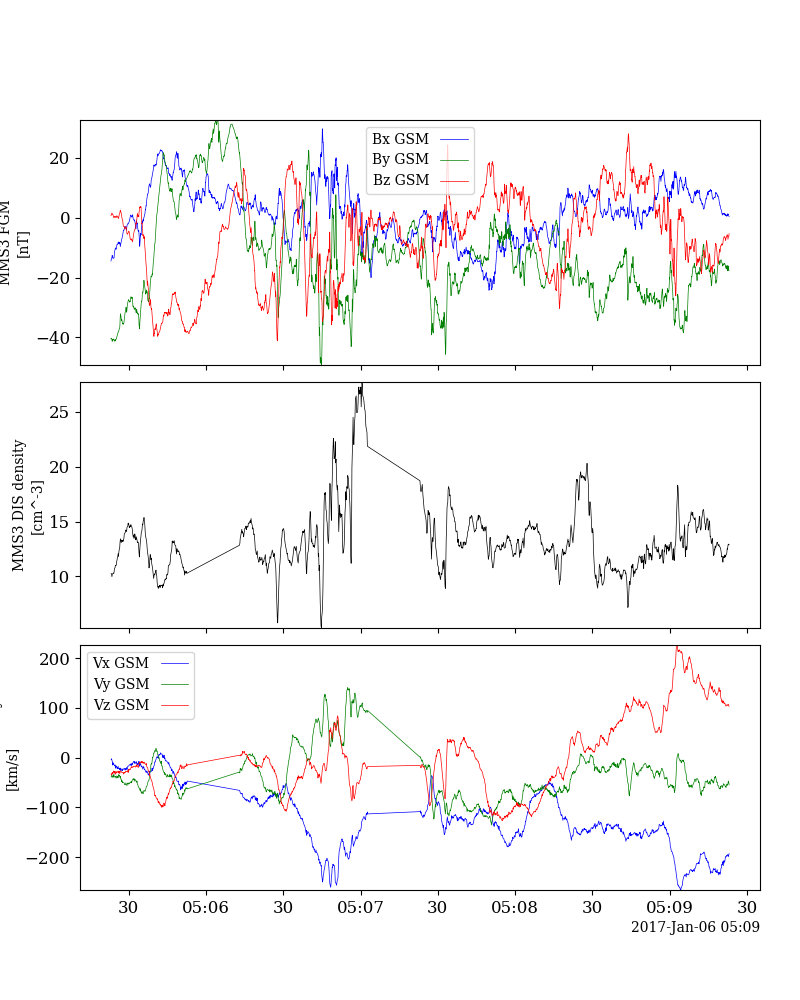 MMS3 FGM
[nT]
20
0
−20
−40
Bx GSM
By GSM
Bz GSM
MMS3 DIS density
[cm^-3]
25
20
15
10
[km/s]
200
100
0
−100
−200
Vx GSM
Vy GSM
Vz GSM
30 05:06 30 05:07 30 05:08 30 05:09 30
2017-Jan-06 05:09